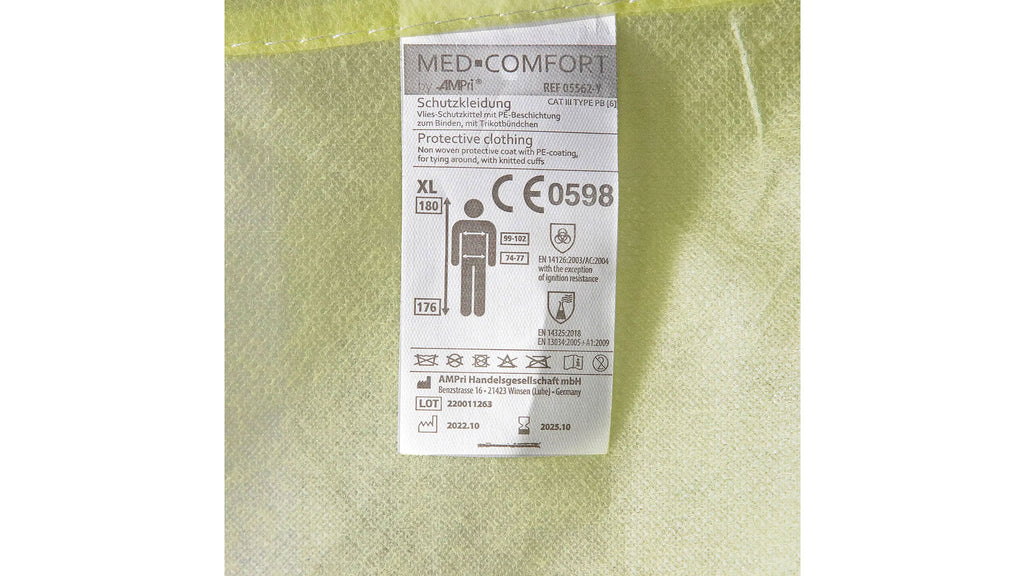 MED▪COMFORT
by AMPri®
REF 05562-Y
Schutzkleidung
CAT III TYPE PB [6]
Vlies-Schutzkittel mit PE-Beschichtung
zum Binden, mit Trikotbündchen
Protective clothing
Non woven protective coat with PE-coating,
for tying around, with knitted cuffs
XL
180
CE 0598
99-102
74-77
EN 14126:2003/AC:2004
with the exception
of ignition resistance
176
EN 14325:2018
EN 13034:2005+A1:2009
AMPri Handelsgesellschaft mbH
Benzstrasse 16 • 21423 Winsen (Luhe) • Germany
LOT 220011263
2022.10
2025.10